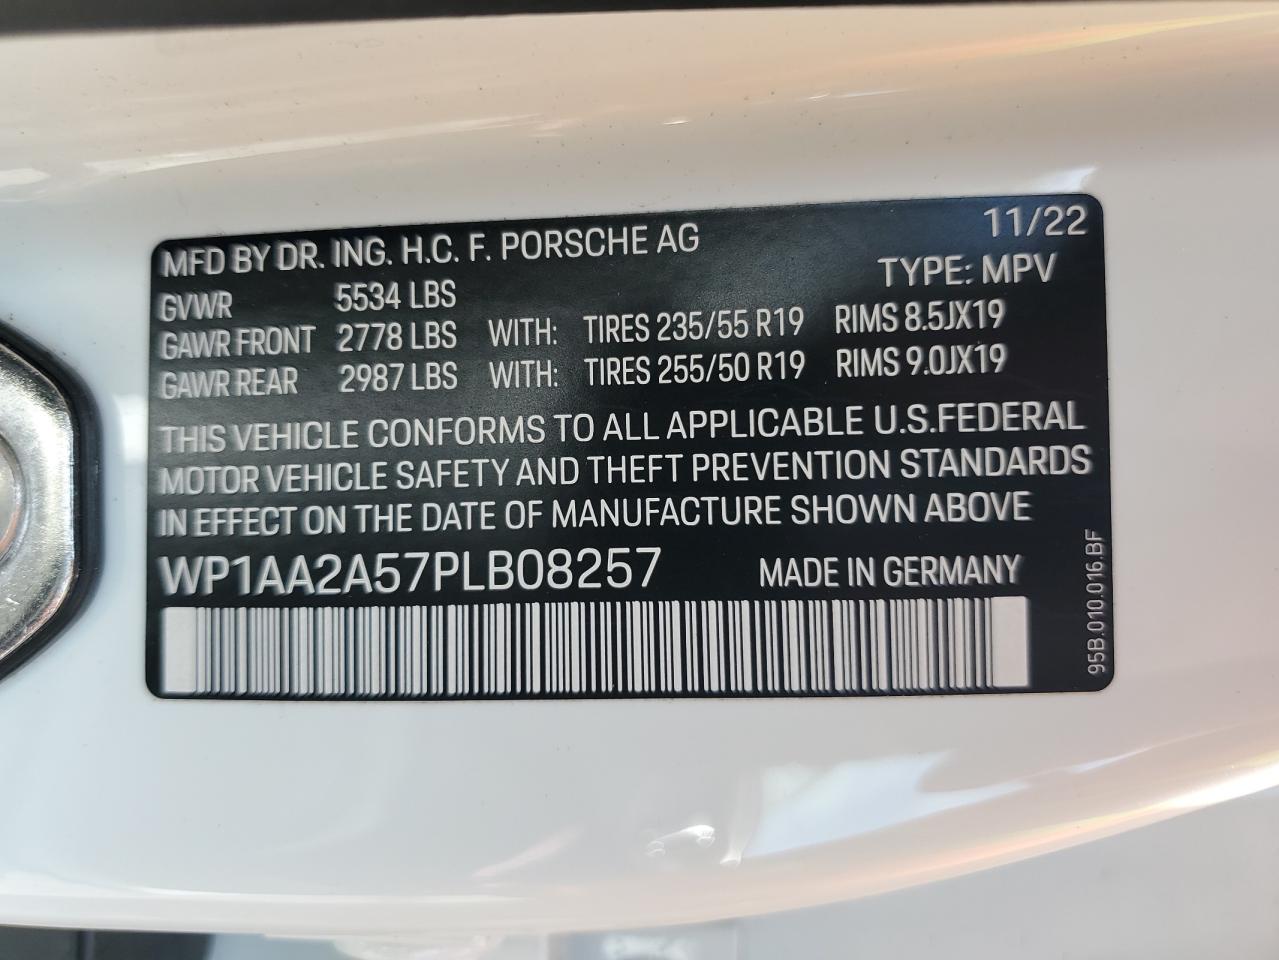 MFD BY DR. ING. H.C. F. PORSCHE AG 11/22
GVWR 5534 LBS TYPE: MPV
GAWR FRONT 2778 LBS WITH: TIRES 235/55 R19 RIMS 8.5JX19
GAWR REAR 2987 LBS WITH: TIRES 255/50 R19 RIMS 9.0JX19
THIS VEHICLE CONFORMS TO ALL APPLICABLE U.S.FEDERAL
MOTOR VEHICLE SAFETY AND THEFT PREVENTION STANDARDS
IN EFFECT ON THE DATE OF MANUFACTURE SHOWN ABOVE
WP1AA2A57PLB08257 MADE IN GERMANY
95B.010.016.BF